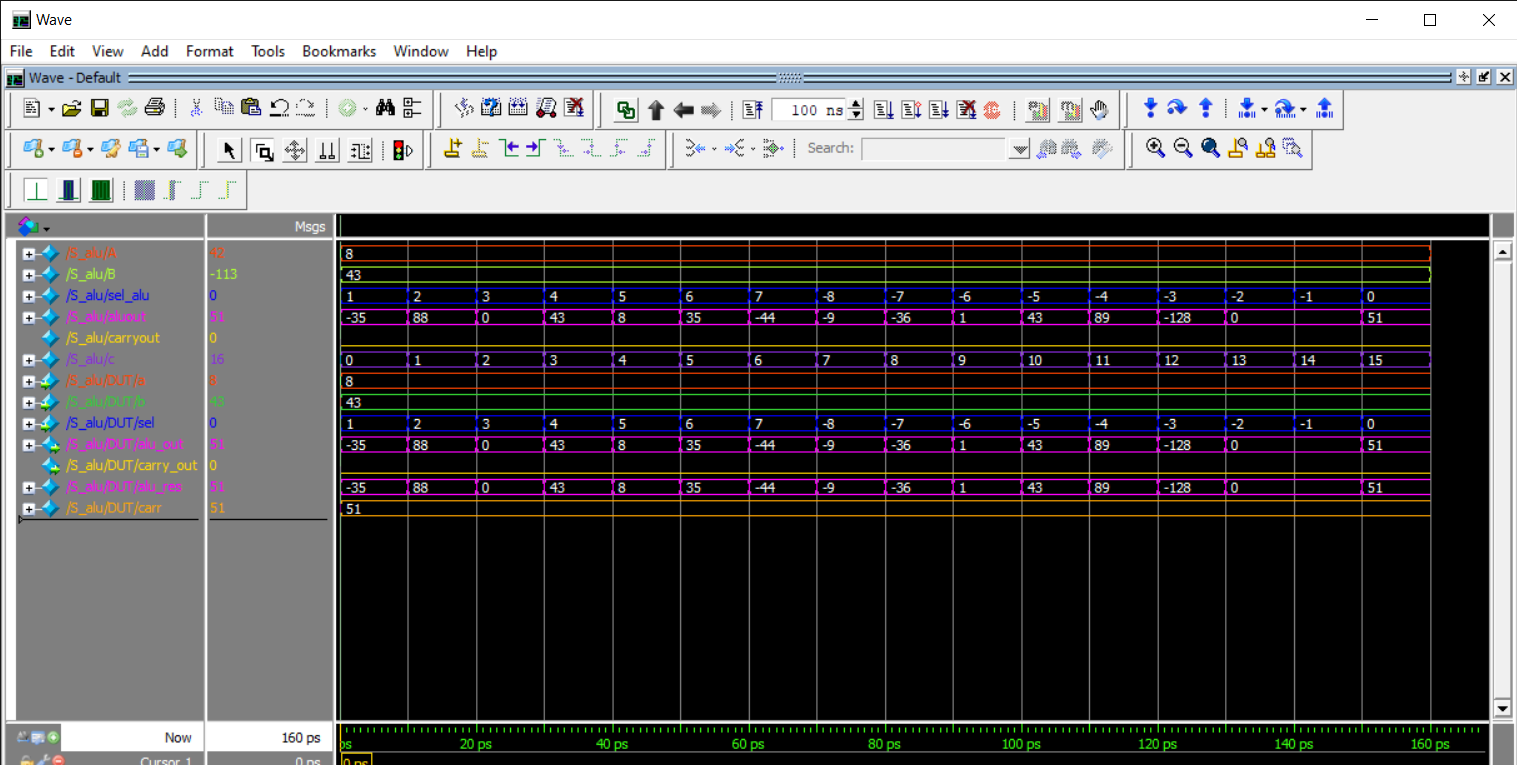 Wave
File Edit View Add Format Tools Bookmarks Window Help
Wave - Default
100 ns
Search:
Msgs
/S_alu/A 42 8
/S_alu/B -113 43
/S_alu/sel_alu 0 1 2 3 4 5 6 7 -8 -7 -6 -5 -4 -3 -2 -1 0
/S_alu/aluout 51 -35 88 0 43 8 35 -44 -9 -36 1 43 89 -128 0 51
/S_alu/carryout 0
/S_alu/c 16 0 1 2 3 4 5 6 7 8 9 10 11 12 13 14 15
/S_alu/DUT/a 8 8
/S_alu/DUT/b 43 43
/S_alu/DUT/sel 0 1 2 3 4 5 6 7 -8 -7 -6 -5 -4 -3 -2 -1 0
/S_alu/DUT/alu_out 51 -35 88 0 43 8 35 -44 -9 -36 1 43 89 -128 0 51
/S_alu/DUT/carry_out 0
/S_alu/DUT/alu_res 51 -35 88 0 43 8 35 -44 -9 -36 1 43 89 -128 0 51
/S_alu/DUT/carr 51 51
Now 160 ps ps 20 ps 40 ps 60 ps 80 ps 100 ps 120 ps 140 ps 160 ps
Cursor 1 0 ps 0 ps